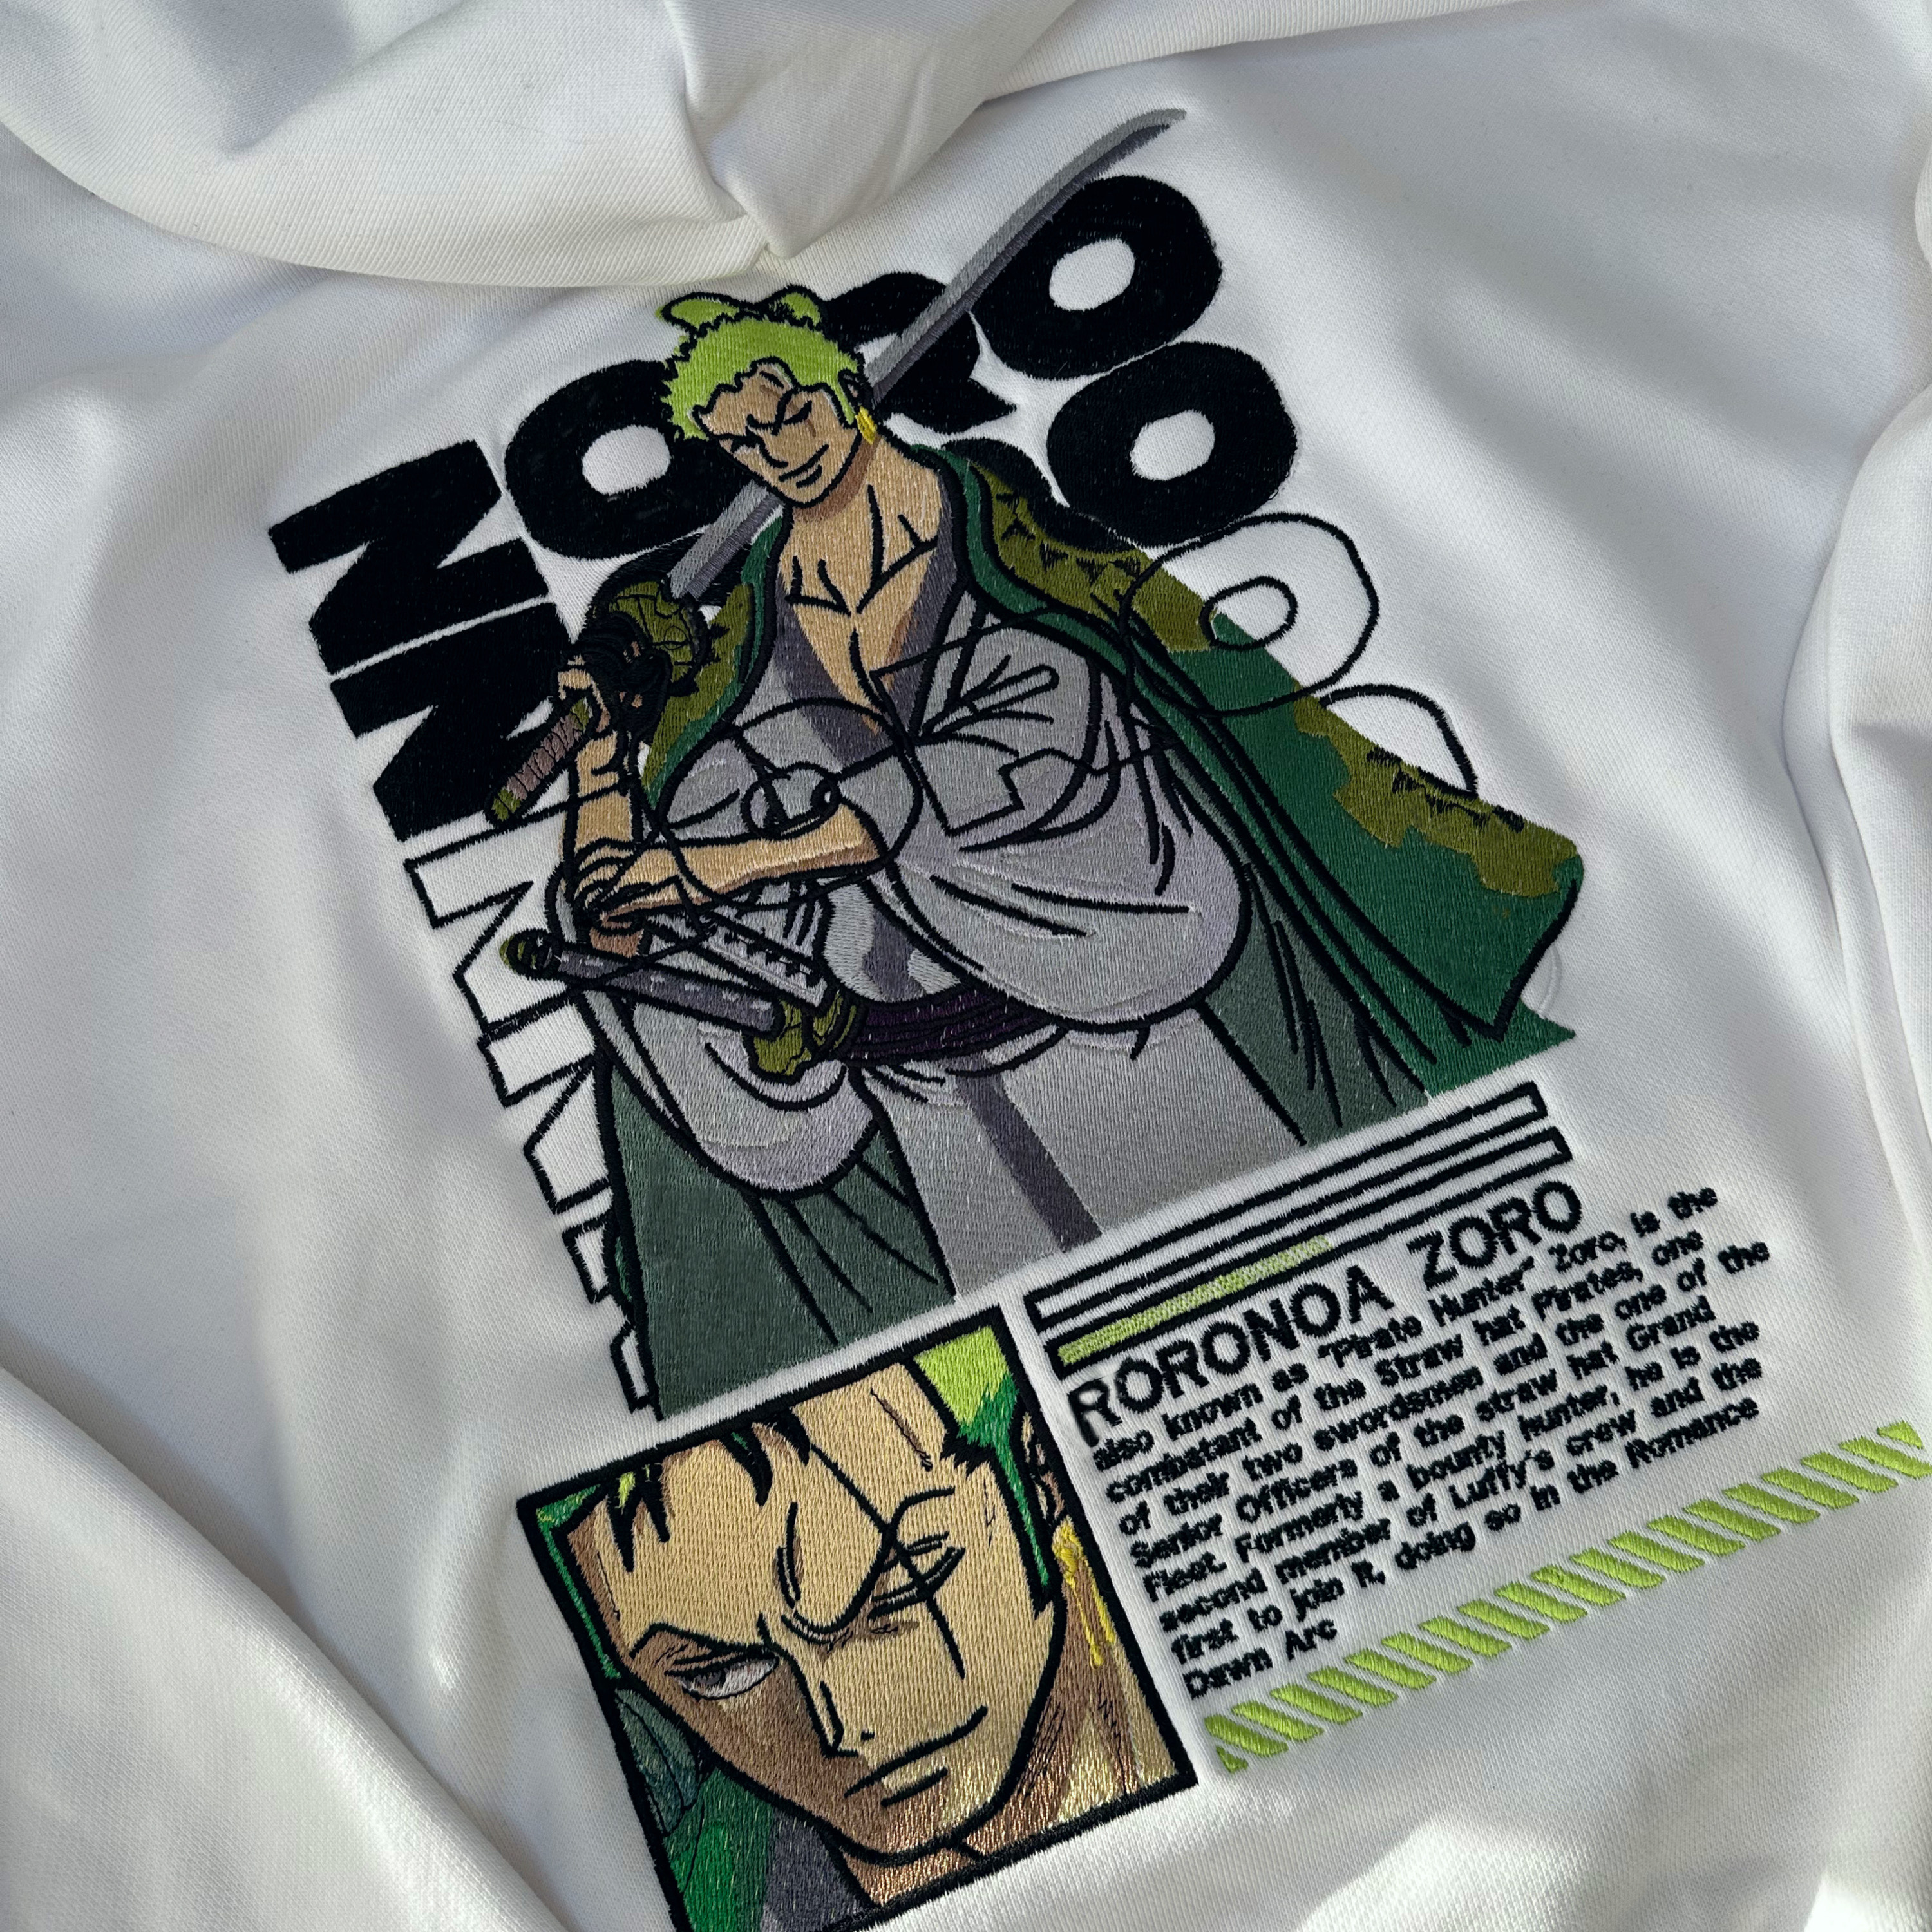 ZORO
RORONOA ZORO
also known as "Pirate Hunter" Zoro, is the
combatant of the Straw hat Pirates, one
of their two swordsmen and the one of the
Senior Officers of the straw hat Grand
Fleet. Formerly a bounty hunter, he is the
second member of Luffy's crew and the
first to join it, doing so in the Romance
Dawn Arc